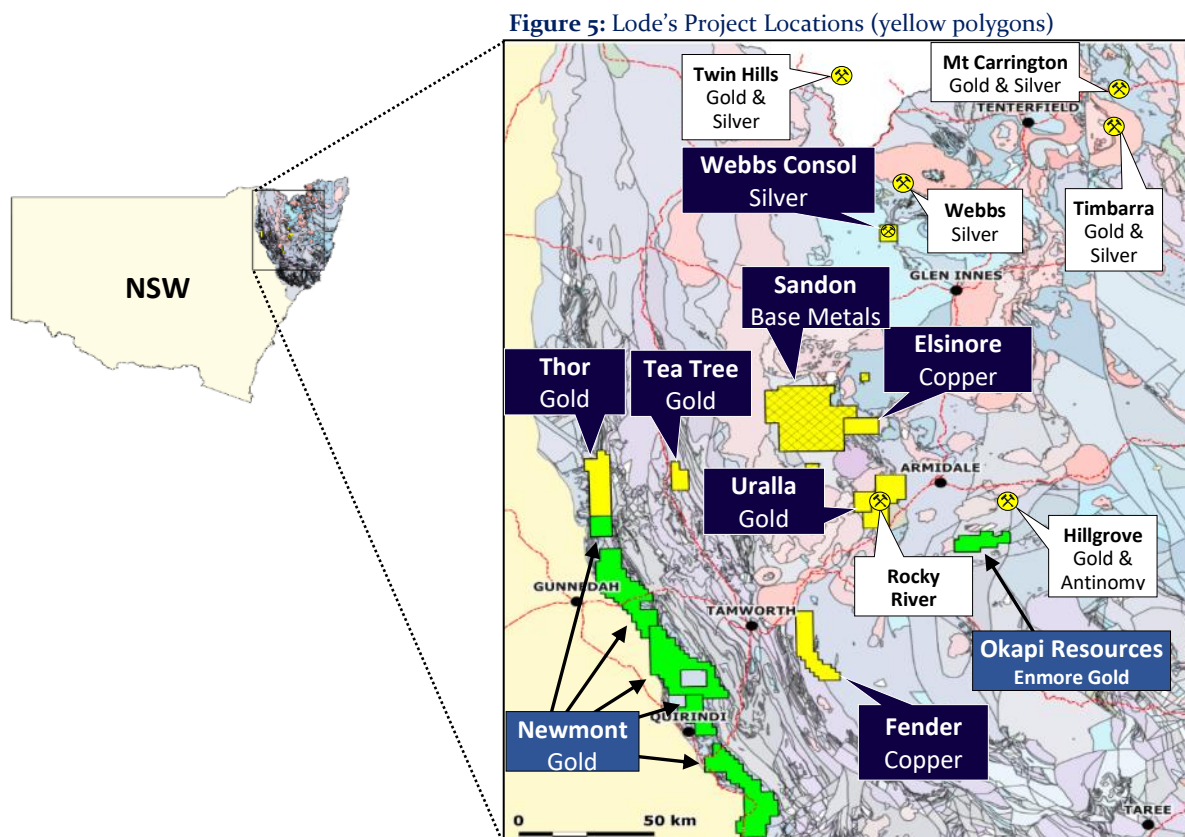 Figure 5: Lode's Project Locations (yellow polygons)
Twin Hills
Gold &
Silver
Mt Carrington
Gold & Silver
TENTERFIELD
Webbs Consol
Silver
Webbs
Silver
Timbarra
Gold &
Silver
GLEN INNES
NSW
Sandon
Base Metals
Elsinore
Copper
Thor
Gold
Tea Tree
Gold
ARMIDALE
Uralla
Gold
Hillgrove
Gold &
Antinomy
Rocky
River
GUNNEDAH
TAMWORTH
Okapi Resources
Enmore Gold
QUIRINDI
Newmont
Gold
Fender
Copper
TAREE
0 50 km